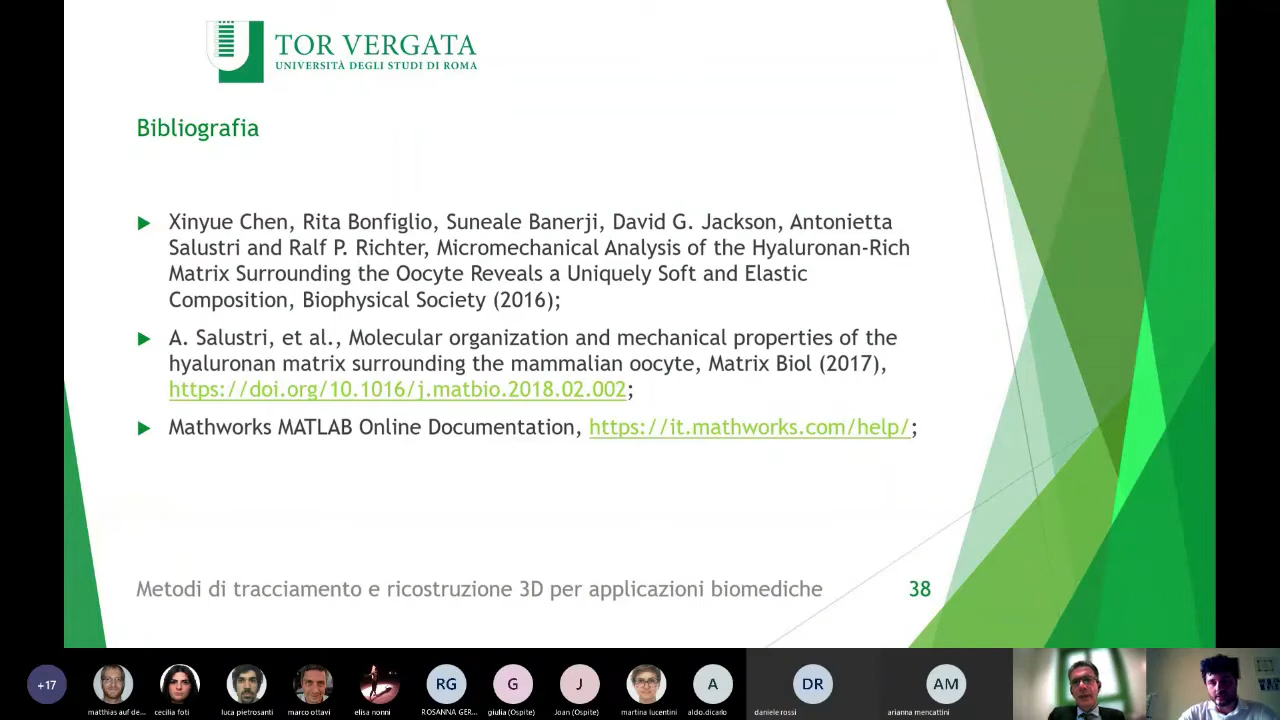 TOR VERGATA
UNIVERSITÀ DEGLI STUDI DI ROMA
Bibliografia
Xinyue Chen, Rita Bonfiglio, Suneale Banerji, David G. Jackson, Antonietta
Salustri and Ralf P. Richter, Micromechanical Analysis of the Hyaluronan-Rich
Matrix Surrounding the Oocyte Reveals a Uniquely Soft and Elastic
Composition, Biophysical Society (2016);
A. Salustri, et al., Molecular organization and mechanical properties of the
hyaluronan matrix surrounding the mammalian oocyte, Matrix Biol (2017),
https://doi.org/10.1016/j.matbio.2018.02.002;
Mathworks MATLAB Online Documentation, https://it.mathworks.com/help/;
Metodi di tracciamento e ricostruzione 3D per applicazioni biomediche 38
+17 RG G J A DR AM
matthias auf de... cecilia foti luca pietrosanti marco ottavi elisa nonni ROSANNA GER... giulia (Ospite) Joan (Ospite) martina lucentini aldo.dicarlo daniele rossi arianna mencattini